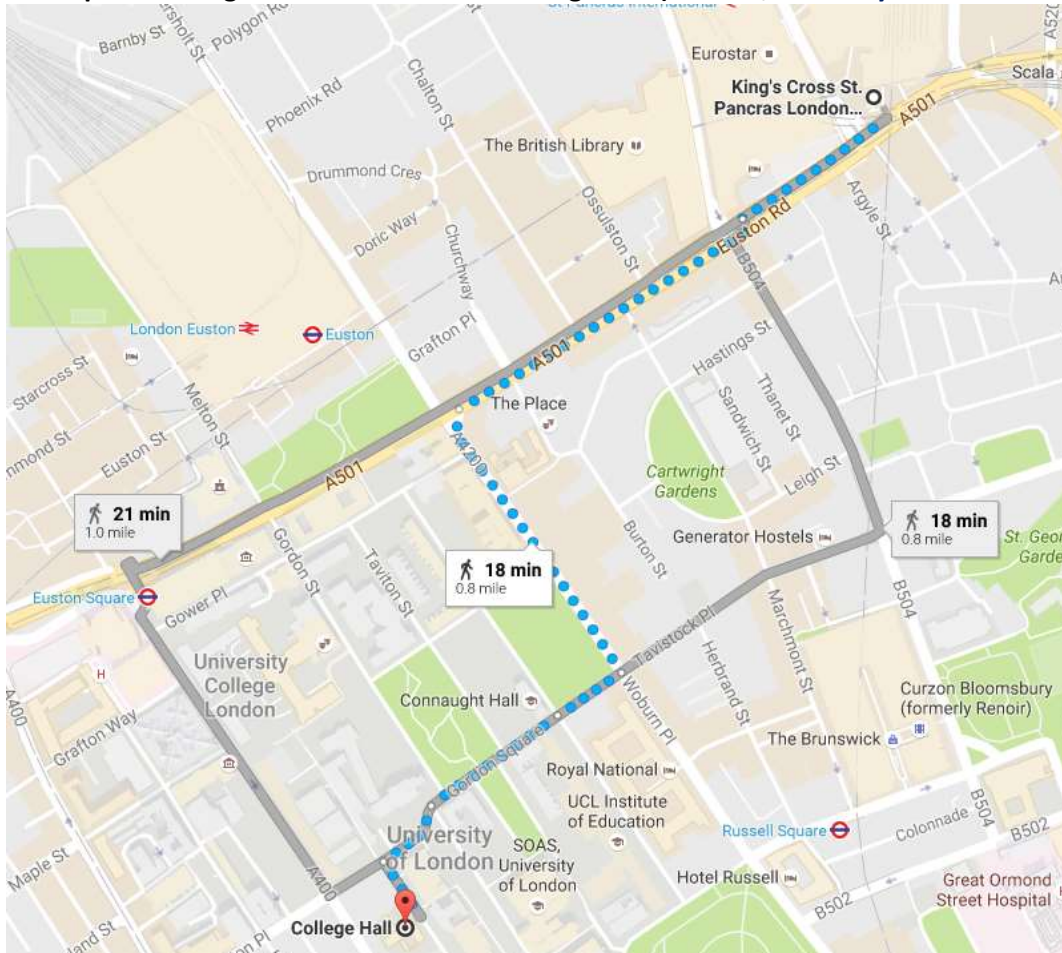 Barnby St
Polygon Rd
Phoenix Rd
Chalton St
Eurostar
King's Cross St.
Pancras London...
A501
Scala
The British Library
Drummond Cres
Doric Way
Churchway
Ossulston St
Argyle St
Euston Rd
B504
London Euston
Euston
Grafton Pl
A501
Hastings St
Thanet St
Sandwich St
Starcross St
Melton St
The Place
A4200
Leigh St
Euston St
A501
Cartwright
Gardens
21 min
1.0 mile
Gordon St
Taviton St
18 min
0.8 mile
Burton St
Generator Hostels
18 min
0.8 mile
Euston Square
Gower Pl
Tavistock Pl
Marchmont St
B504
H
University
College
London
Herbrand St
A400
Grafton Way
Connaught Hall
Woburn Pl
Curzon Bloomsbury
(formerly Renoir)
The Brunswick
Gordon Square
Royal National
UCL Institute
of Education
Russell Square
Colonnade
B504
B502
Maple St
University
of London
SOAS,
University
of London
A400
Hotel Russell
Great Ormond
Street Hospital
B502
College Hall